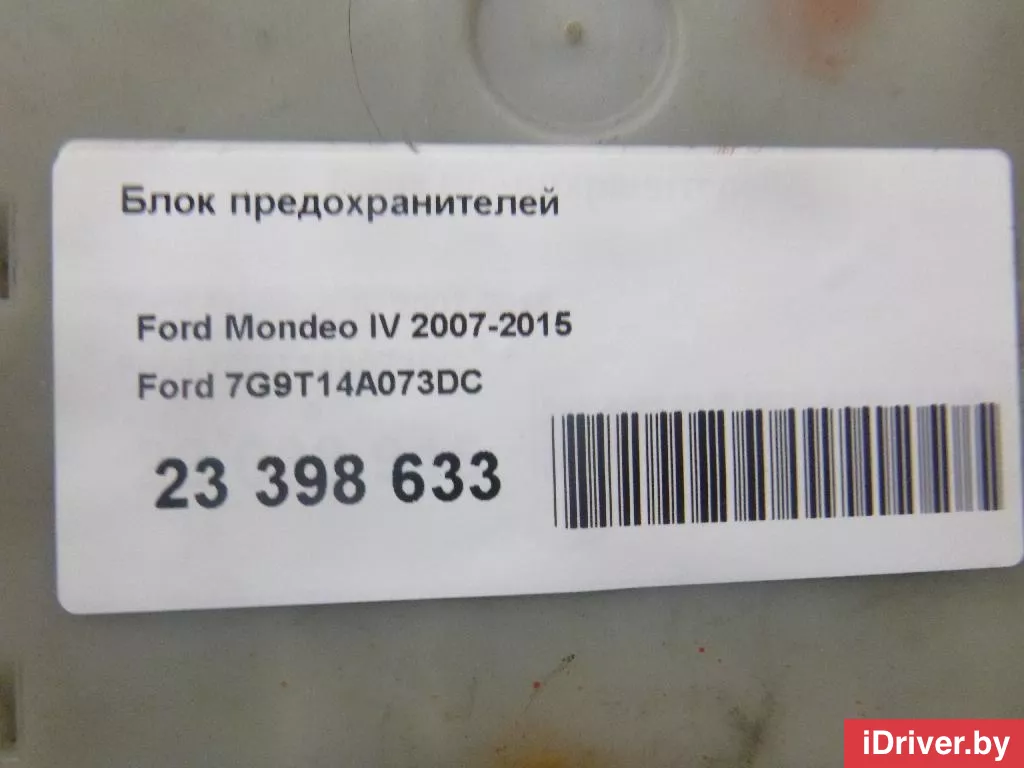 Блок предохранителей
Ford Mondeo IV 2007-2015
Ford 7G9T14A073DC
23 398 633
iDriver.by